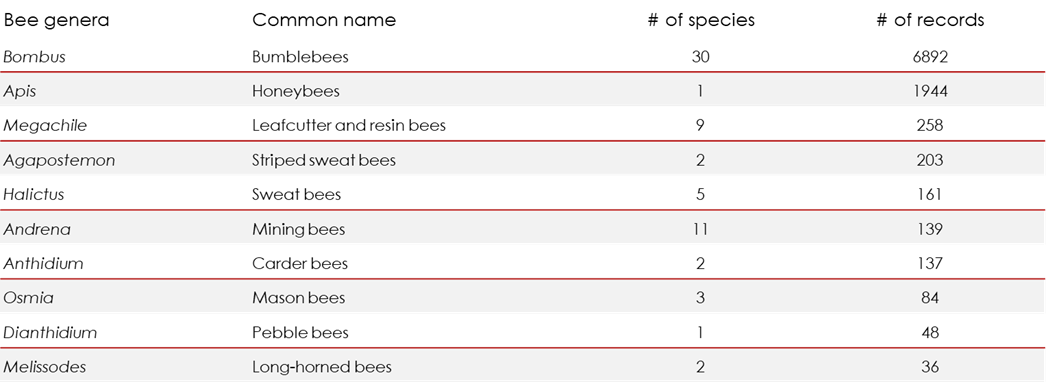 Bee genera Common name # of species # of records
Bombus Bumblebees 30 6892
Apis Honeybees 1 1944
Megachile Leafcutter and resin bees 9 258
Agapostemon Striped sweat bees 2 203
Halictus Sweat bees 5 161
Andrena Mining bees 11 139
Anthidium Carder bees 2 137
Osmia Mason bees 3 84
Dianthidium Pebble bees 1 48
Melissodes Long-horned bees 2 36